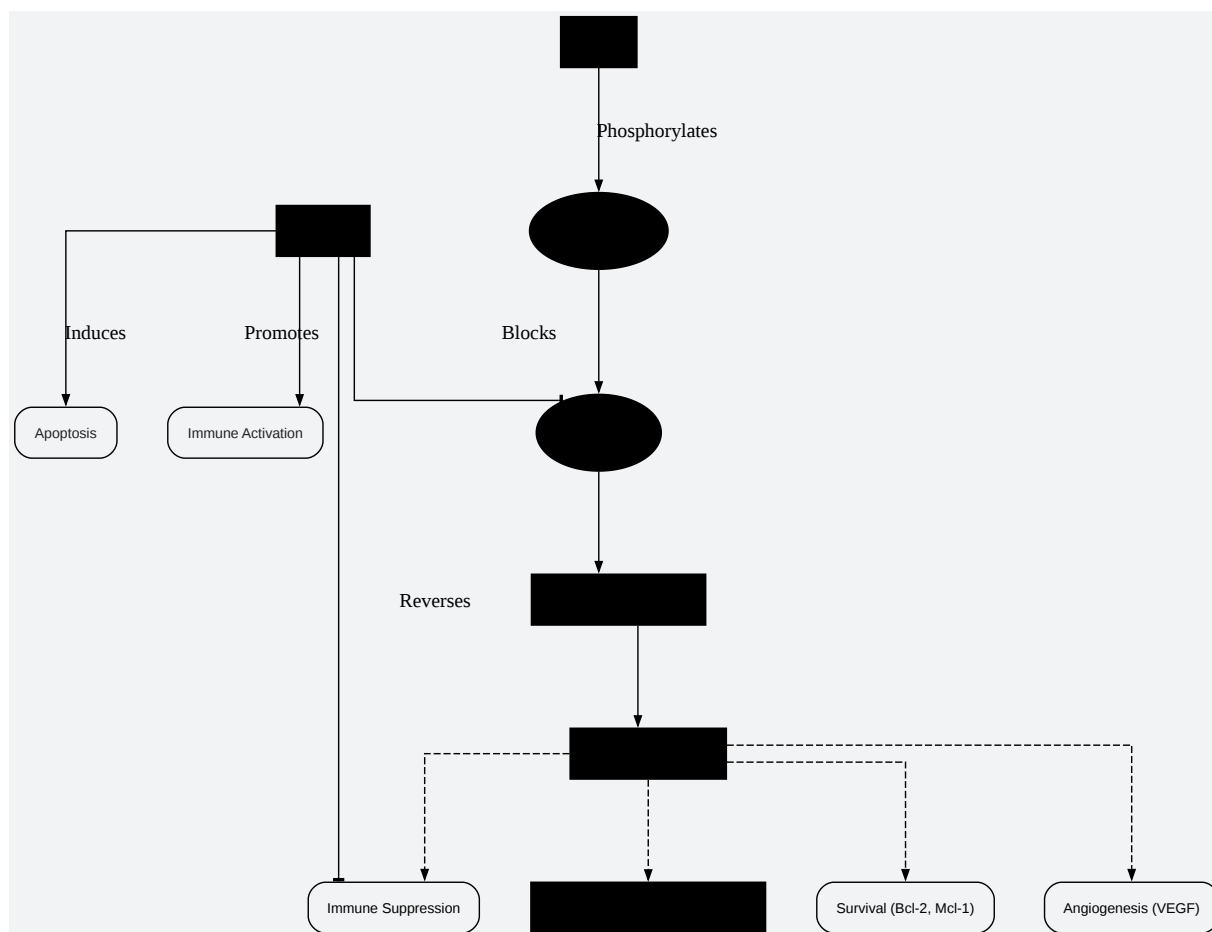 Phosphorylates
Induces
Promotes
Blocks
Apoptosis
Immune Activation
Reverses
Immune Suppression
Survival (Bcl-2, Mcl-1)
Angiogenesis (VEGF)